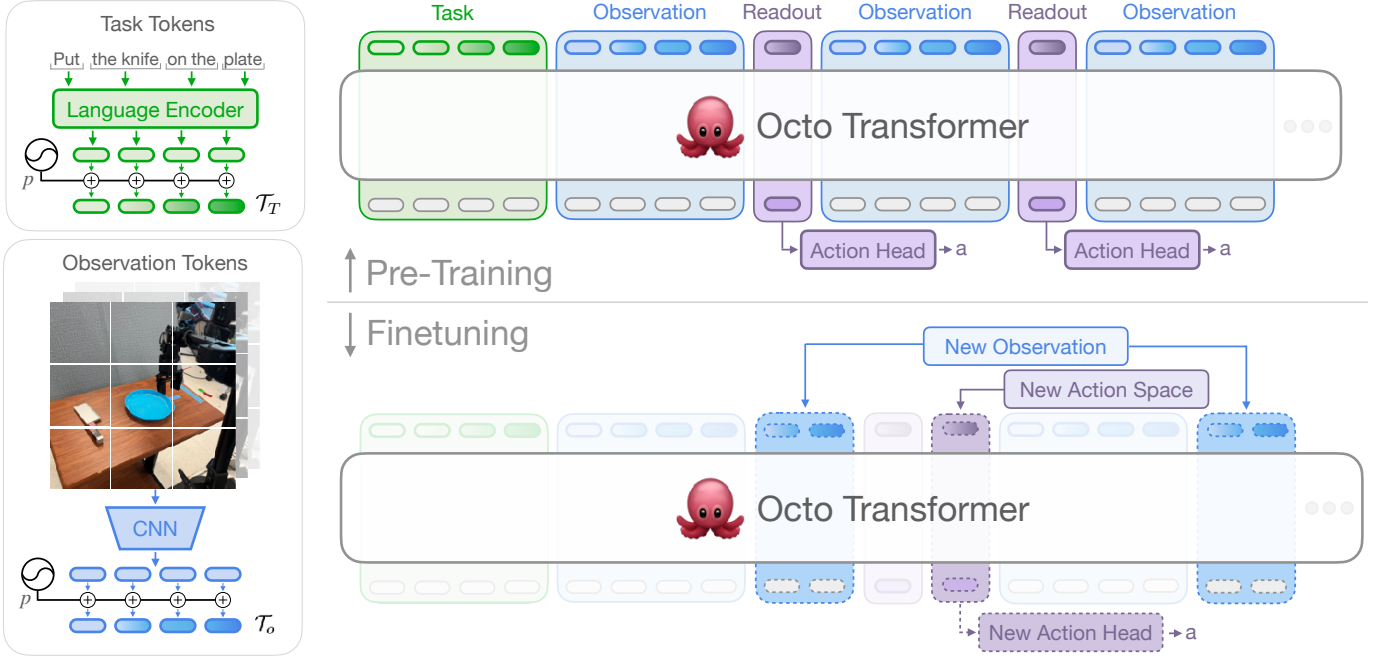 Task Tokens
Put the knife on the plate
Language Encoder
p
𝒯_T
Observation Tokens
CNN
p
𝒯_o
Task Observation Readout Observation Readout Observation
Octo Transformer
Action Head a Action Head a
Pre-Training
Finetuning
New Observation
New Action Space
Octo Transformer
New Action Head a